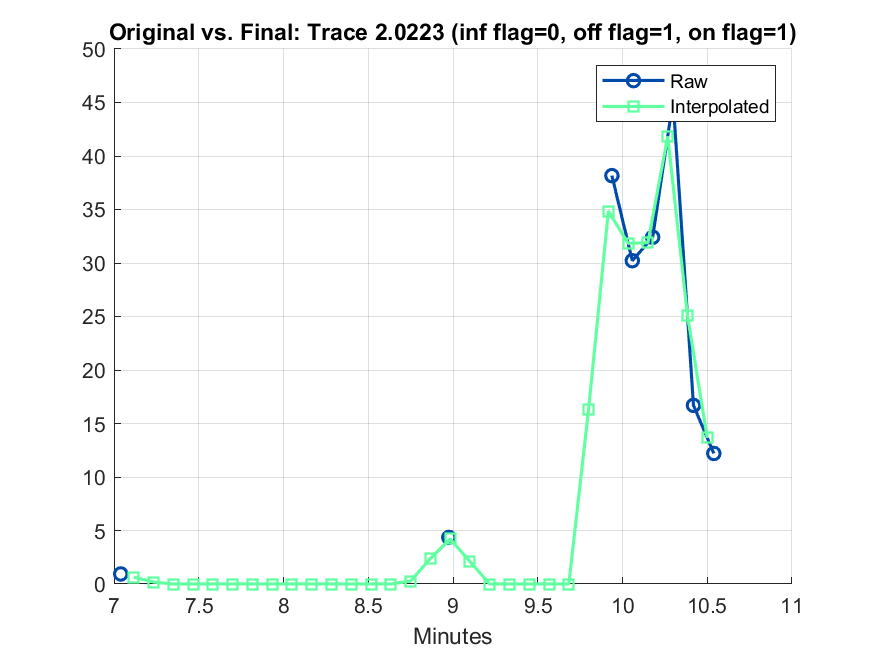 Original vs. Final: Trace 2.0223 (inf flag=0, off flag=1, on flag=1)
50
45
40
35
30
25
20
15
10
5
0
Raw
Interpolated
7 7.5 8 8.5 9 9.5 10 10.5 11
Minutes